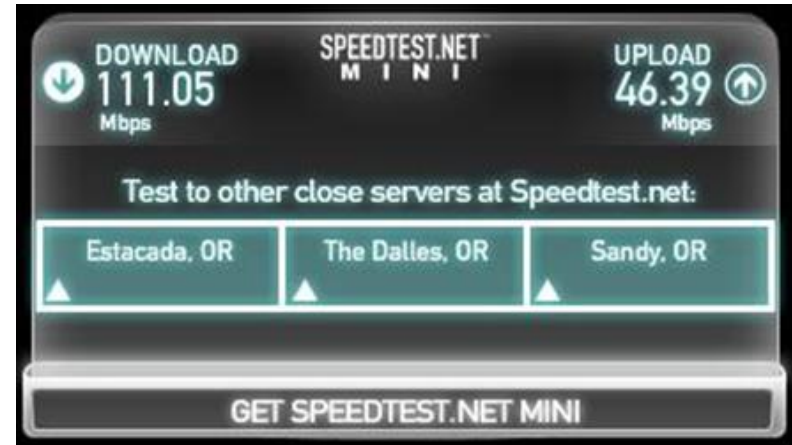 DOWNLOAD
111.05
Mbps
SPEEDTEST.NET™
MINI
UPLOAD
46.39
Mbps
Test to other close servers at Speedtest.net:
Estacada, OR
The Dalles, OR
Sandy, OR
GET SPEEDTEST.NET MINI